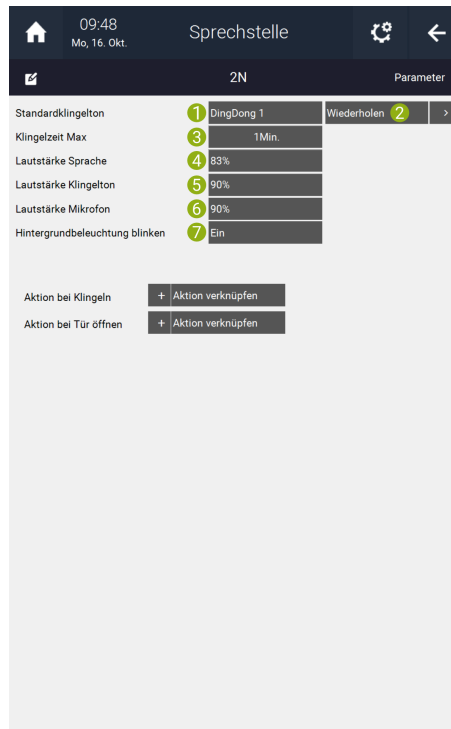 09:48
Mo, 16. Okt.
Sprechstelle
2N
Parameter
Standardklingelton 1 DingDong 1 Wiederholen 2 >
Klingelzeit Max 3 1Min.
Lautstärke Sprache 4 83%
Lautstärke Klingelton 5 90%
Lautstärke Mikrofon 6 90%
Hintergrundbeleuchtung blinken 7 Ein
Aktion bei Klingeln + Aktion verknüpfen
Aktion bei Tür öffnen + Aktion verknüpfen